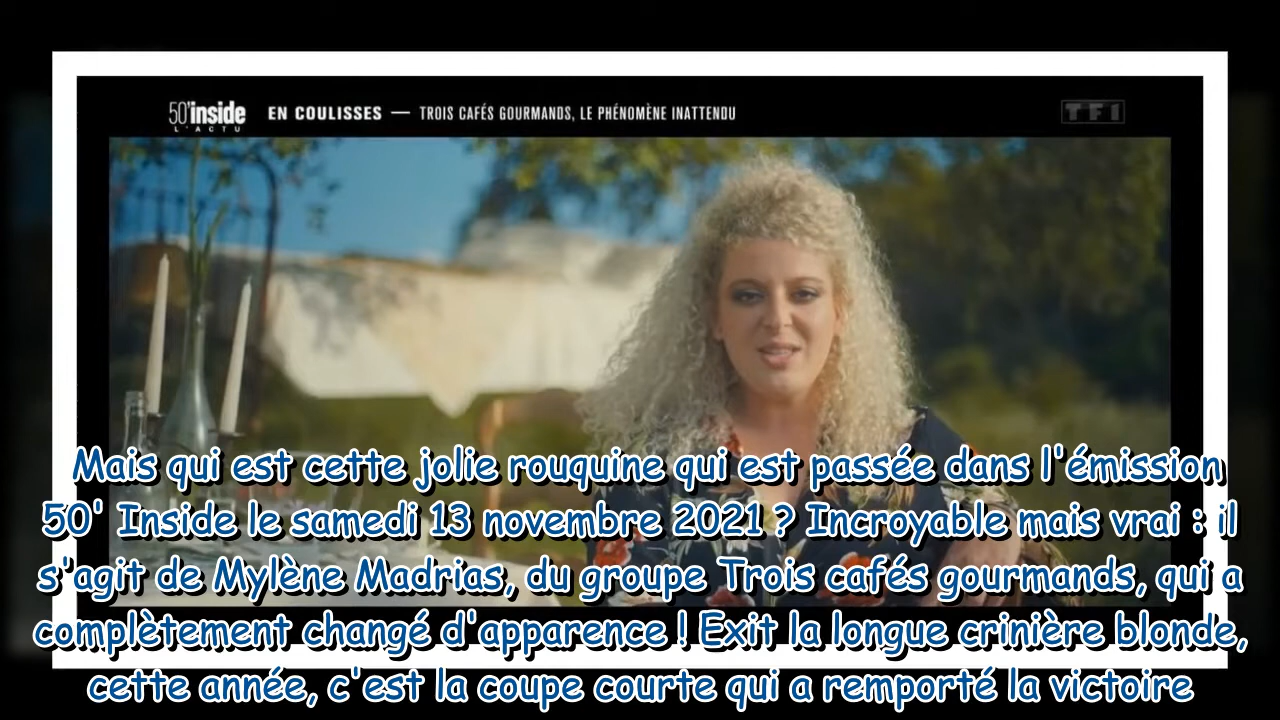 50'inside
L'ACTU
EN COULISSES — TROIS CAFÉS GOURMANDS, LE PHÉNOMÈNE INATTENDU
TF1
Mais qui est cette jolie rouquine qui est passée dans l'émission
50' Inside le samedi 13 novembre 2021 ? Incroyable mais vrai : il
s'agit de Mylène Madrias, du groupe Trois cafés gourmands, qui a
complètement changé d'apparence ! Exit la longue crinière blonde,
cette année, c'est la coupe courte qui a remporté la victoire